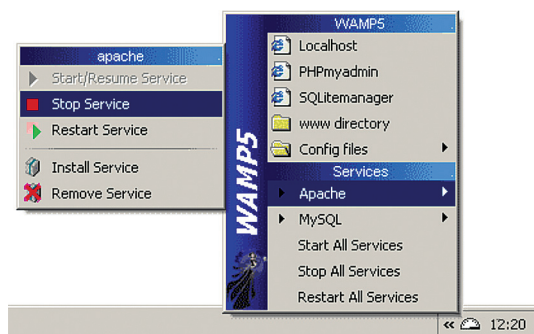 apache
Start/Resume Service
Stop Service
Restart Service
Install Service
Remove Service
WAMP5
WAMP5
Localhost
PHPmyadmin
SQLitemanager
www directory
Config files
Services
Apache
MySQL
Start All Services
Stop All Services
Restart All Services
« 12:20